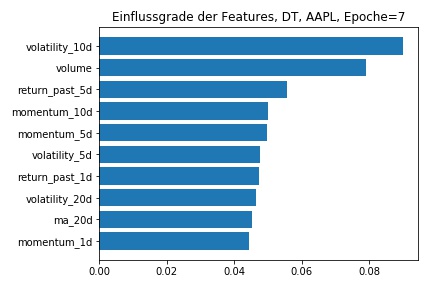 Einflussgrade der Features, DT, AAPL, Epoche=7
volatility_10d
volume
return_past_5d
momentum_10d
momentum_5d
volatility_5d
return_past_1d
volatility_20d
ma_20d
momentum_1d
0.00 0.02 0.04 0.06 0.08